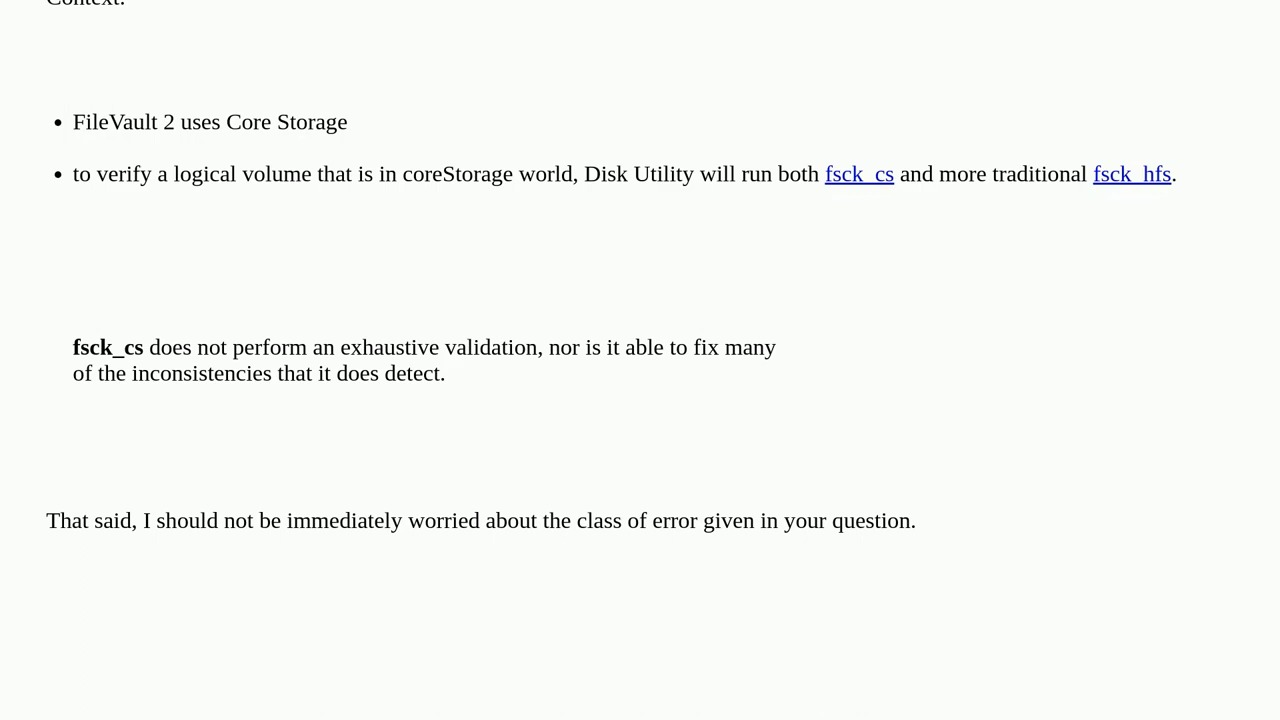 Context:
• FileVault 2 uses Core Storage
• to verify a logical volume that is in coreStorage world, Disk Utility will run both fsck_cs and more traditional fsck_hfs.
fsck_cs does not perform an exhaustive validation, nor is it able to fix many
of the inconsistencies that it does detect.
That said, I should not be immediately worried about the class of error given in your question.